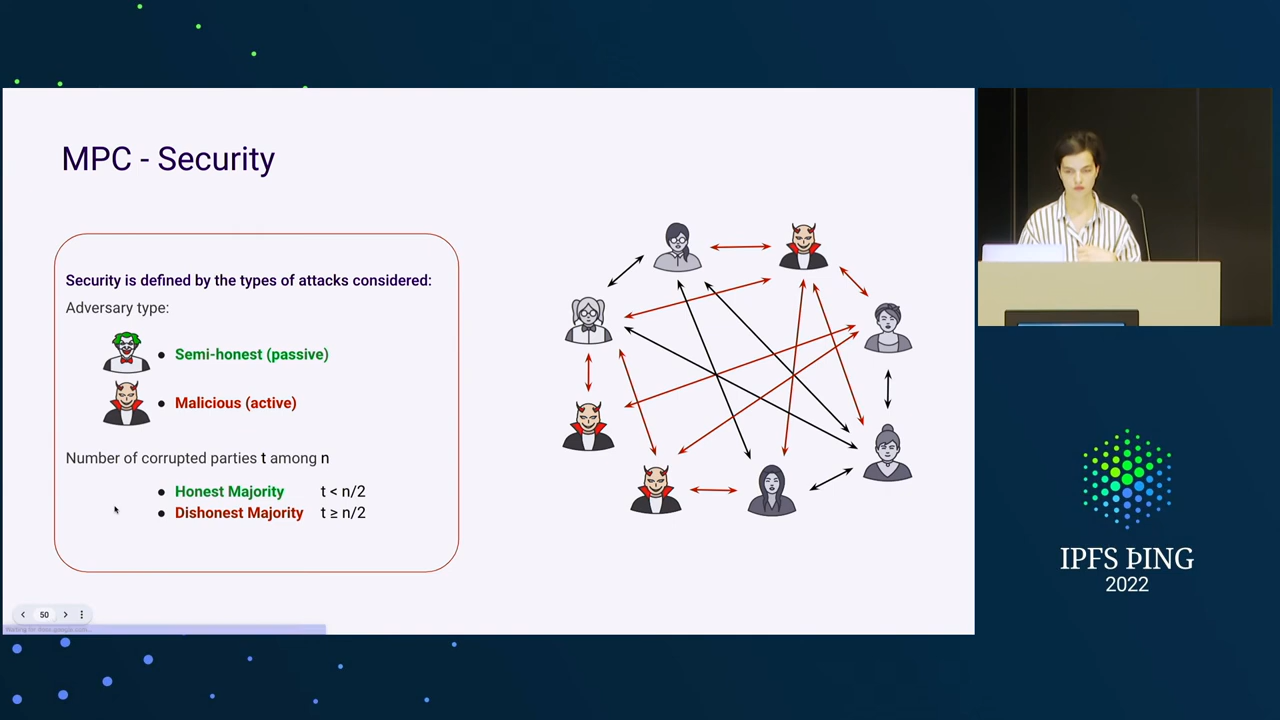 MPC - Security
Security is defined by the types of attacks considered:
Adversary type:
● Semi-honest (passive)
● Malicious (active)
Number of corruped parties t among n
● Honest Majority t < n/2
● Dishonest Majority t ≥ n/2
50
IPFS ÞING
2022